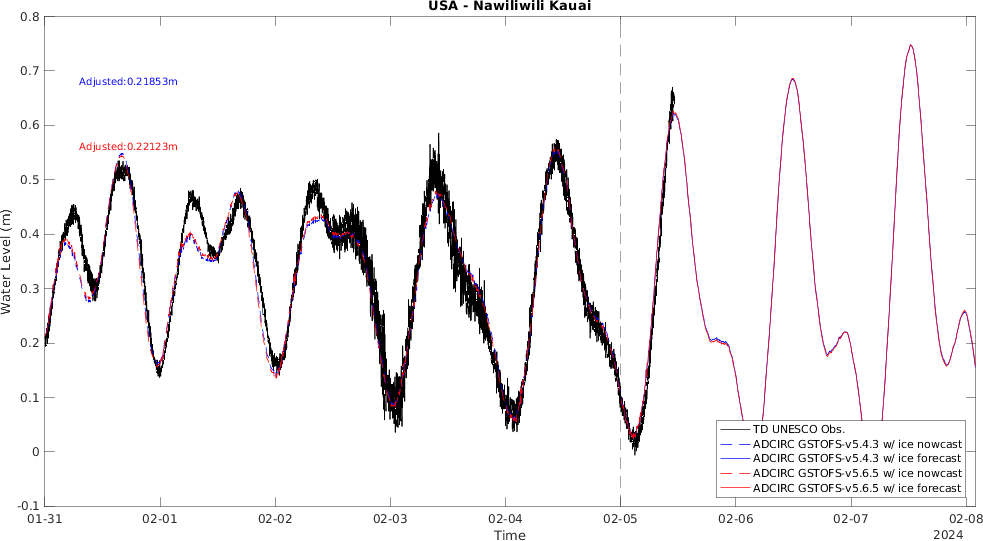 USA - Nawiliwili Kauai
0.8
0.7
Adjusted:0.21853m
0.6
Adjusted:0.22123m
0.5
0.4
Water Level (m)
0.3
0.2
0.1
0
-0.1
TD UNESCO Obs.
ADCIRC GSTOFS-v5.4.3 w/ ice nowcast
ADCIRC GSTOFS-v5.4.3 w/ ice forecast
ADCIRC GSTOFS-v5.6.5 w/ ice nowcast
ADCIRC GSTOFS-v5.6.5 w/ ice forecast
01-31 02-01 02-02 02-03 02-04 02-05 02-06 02-07 02-08
Time
2024